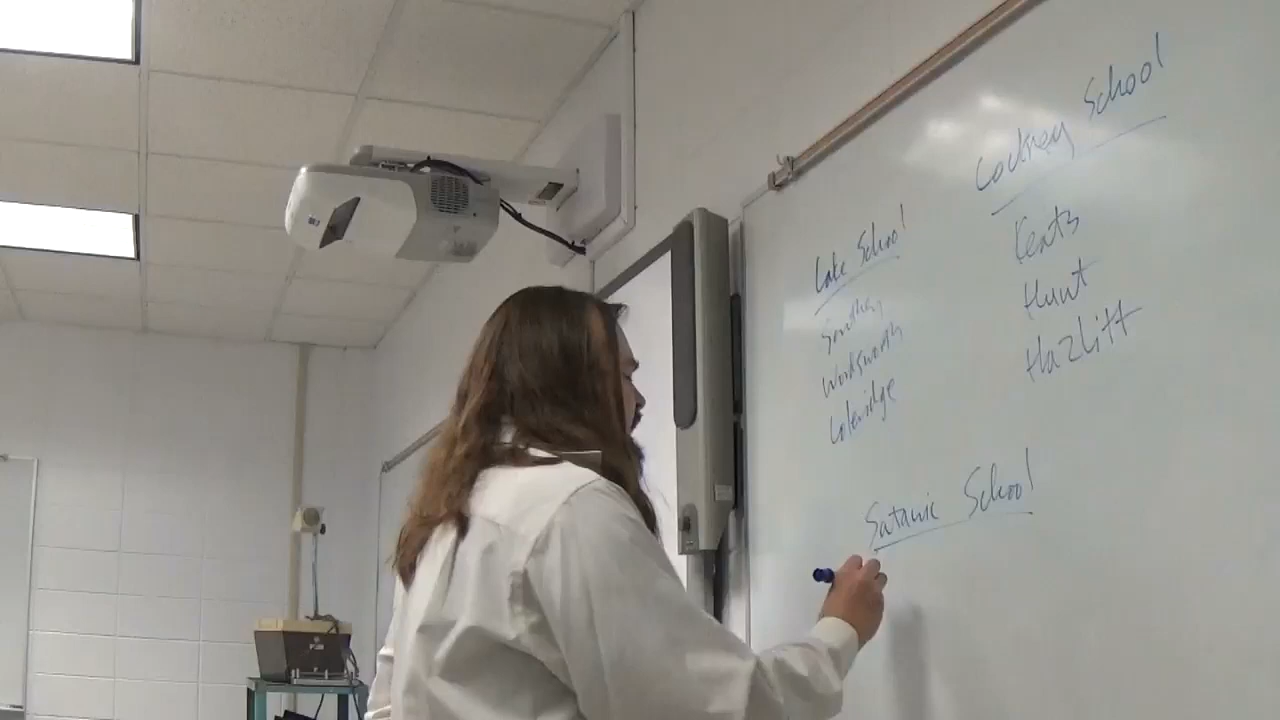 Lake School
Southey
Wordsworth
Coleridge
Cockney School
Keats
Hunt
Hazlitt
Satanic School